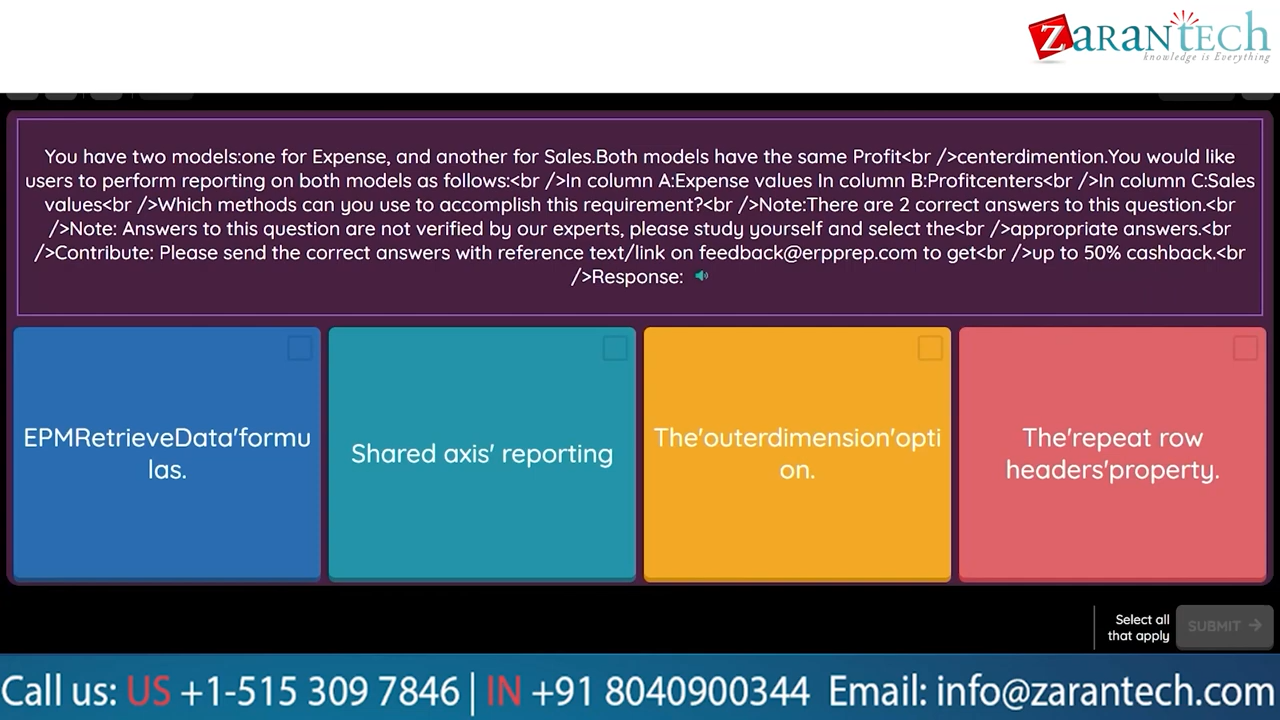 ZARANTECH
knowledge is Everything
You have two models:one for Expense, and another for Sales.Both models have the same Profit<br />centerdimention.You would like
users to perform reporting on both models as follows:<br />In column A:Expense values In column B:Profitcenters<br />In column C:Sales
values<br />Which methods can you use to accomplish this requirement?<br />Note:There are 2 correct answers to this question.<br
/>Note: Answers to this question are not verified by our experts, please study yourself and select the<br />appropriate answers.<br
/>Contribute: Please send the correct answers with reference text/link on feedback@erpprep.com to get<br />up to 50% cashback.<br
/>Response:
EPMRetrieveData'formu
las.
Shared axis' reporting
The'outerdimension'opti
on.
The'repeat row
headers'property.
Select all
that apply
SUBMIT
Call us: US +1-515 309 7846 | IN +91 8040900344 Email: info@zarantech.com